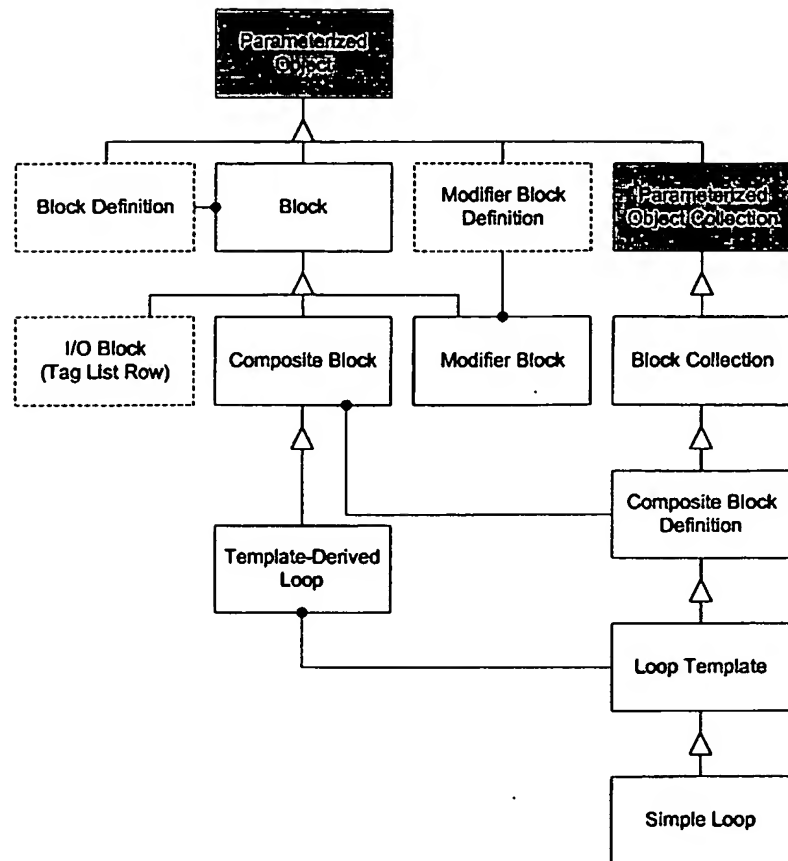 Parameterized
Object
Block Definition
Block
Modifier Block
Definition
Parameterized
Object Collection
I/O Block
(Tag List Row)
Composite Block
Modifier Block
Block Collection
Composite Block
Definition
Template-Derived
Loop
Loop Template
Simple Loop